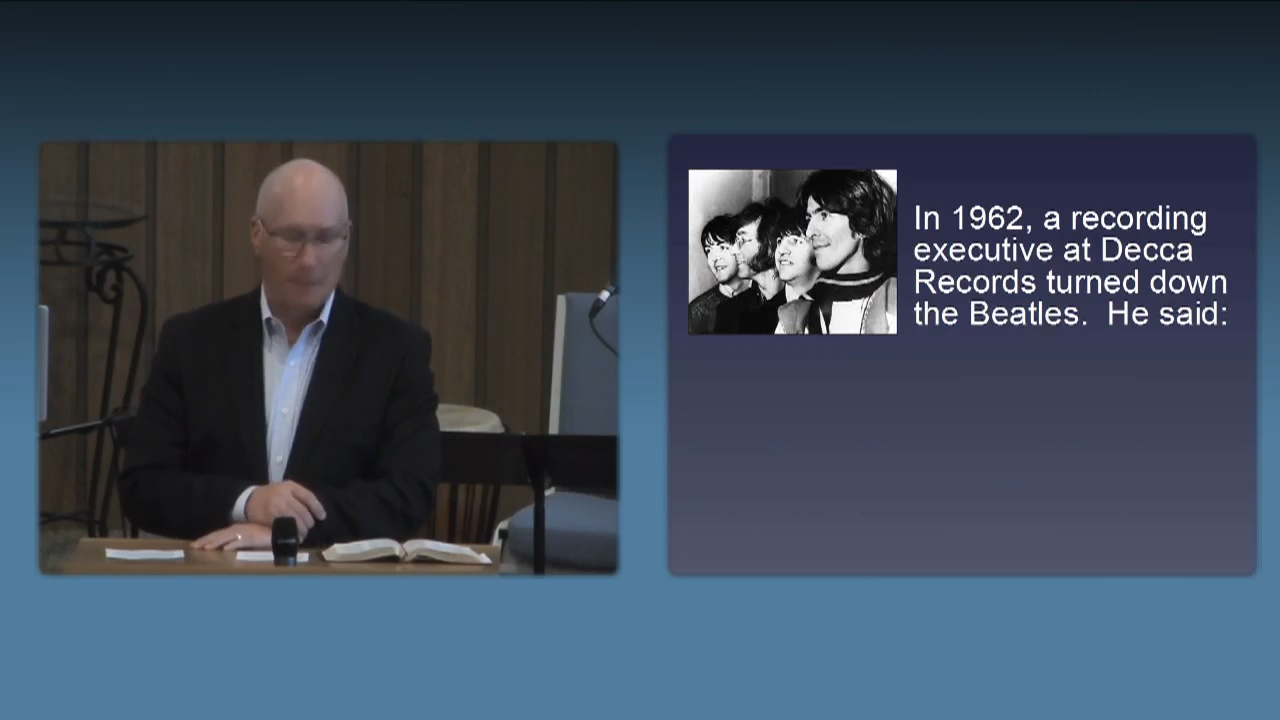 In 1962, a recording
executive at Decca
Records turned down
the Beatles.  He said: